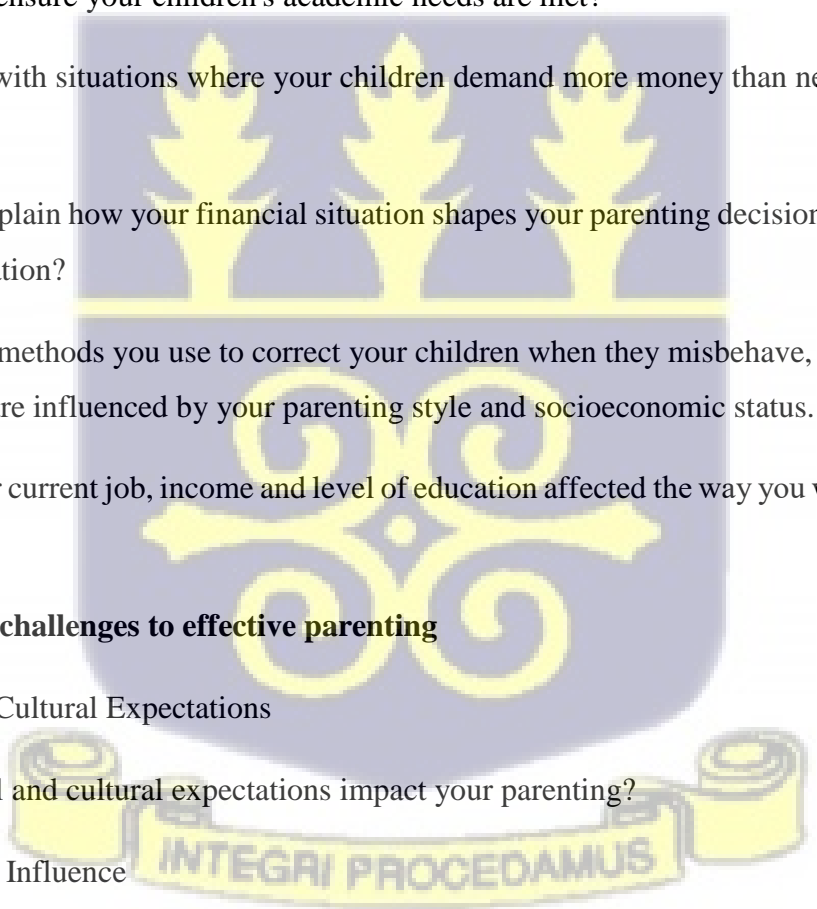 ensure your children's academic needs are met?
with situations where your children demand more money than ne
plain how your financial situation shapes your parenting decision
tion?
methods you use to correct your children when they misbehave,
re influenced by your parenting style and socioeconomic status.
current job, income and level of education affected the way you w
challenges to effective parenting
Cultural Expectations
l and cultural expectations impact your parenting?
Influence
INTEGRI PROCEDAMUS